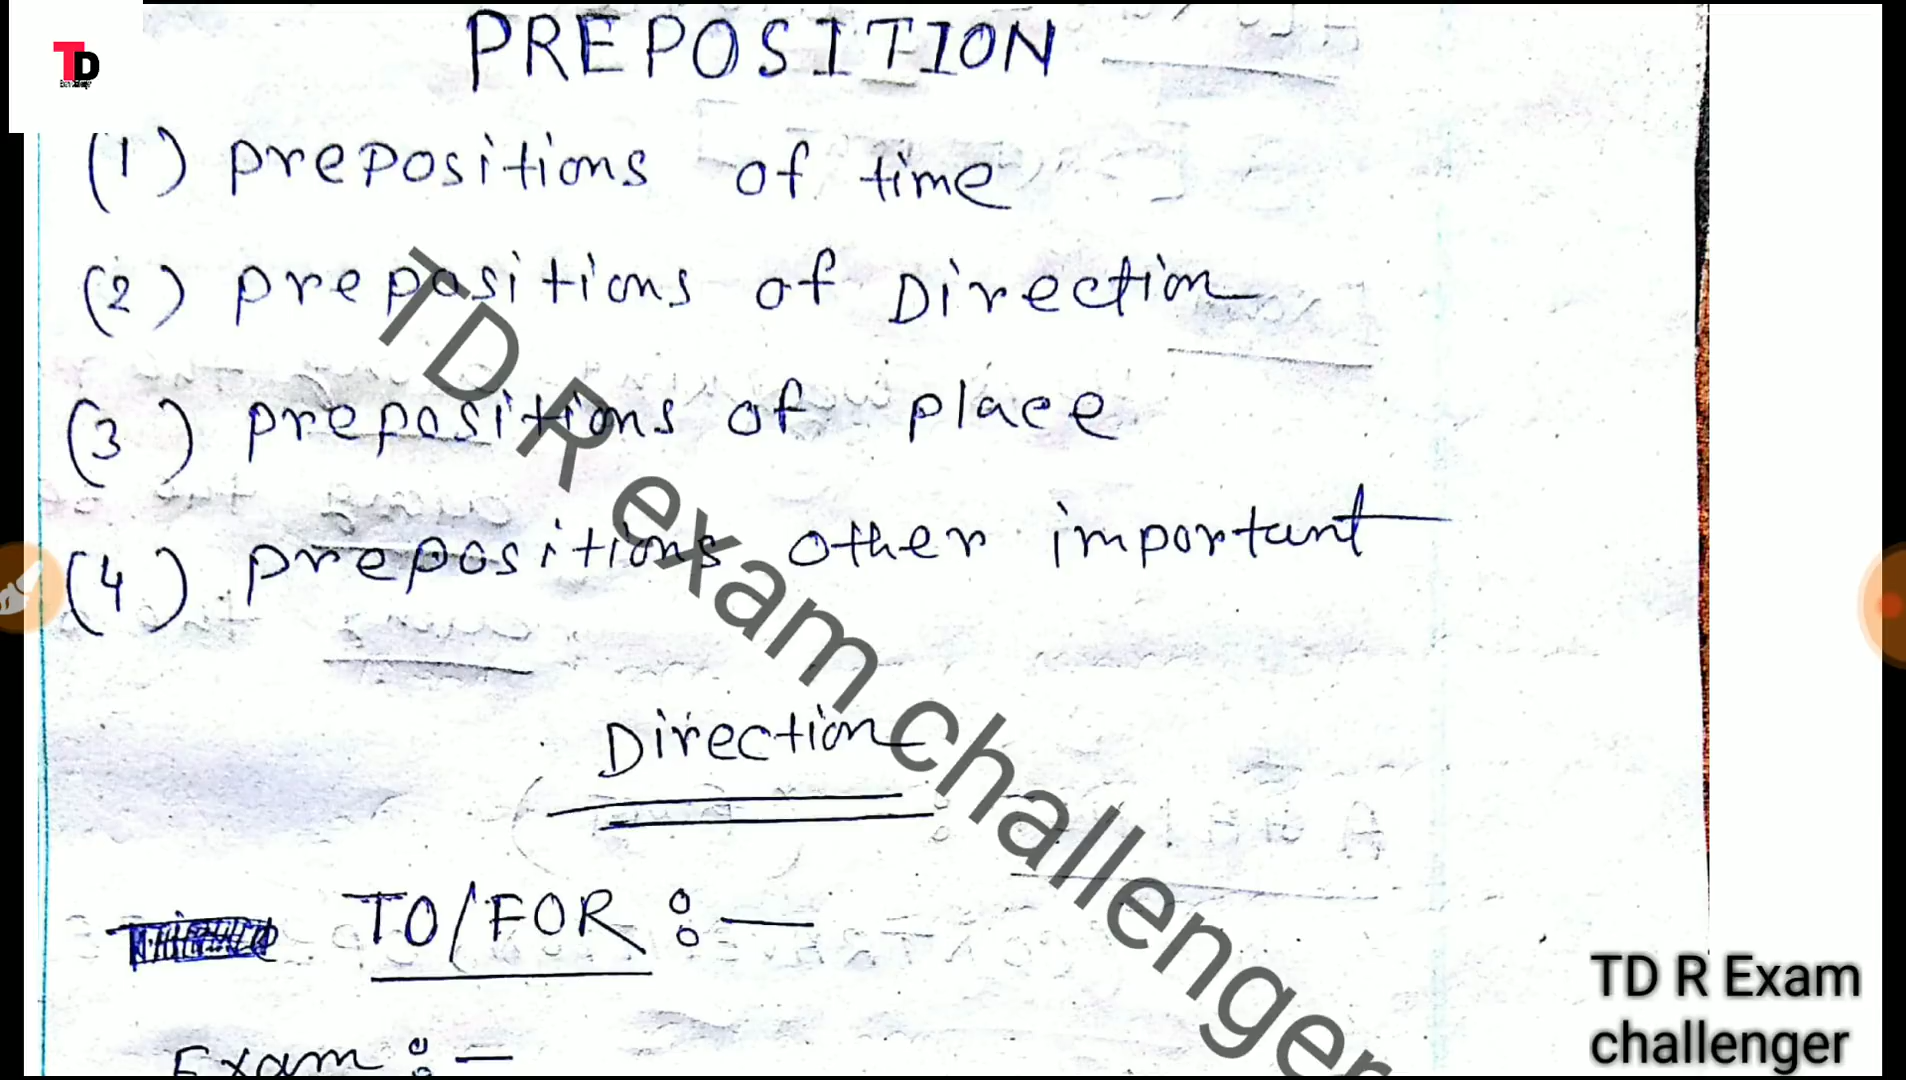 PREPOSITION
TD
(1) prepositions of time
(2) prepositions of Direction
(3) prepositions of place
(4) prepositions other important
Direction
TO/FOR :—
Exam :—
TD R exam challenger
TD R Exam
challenger